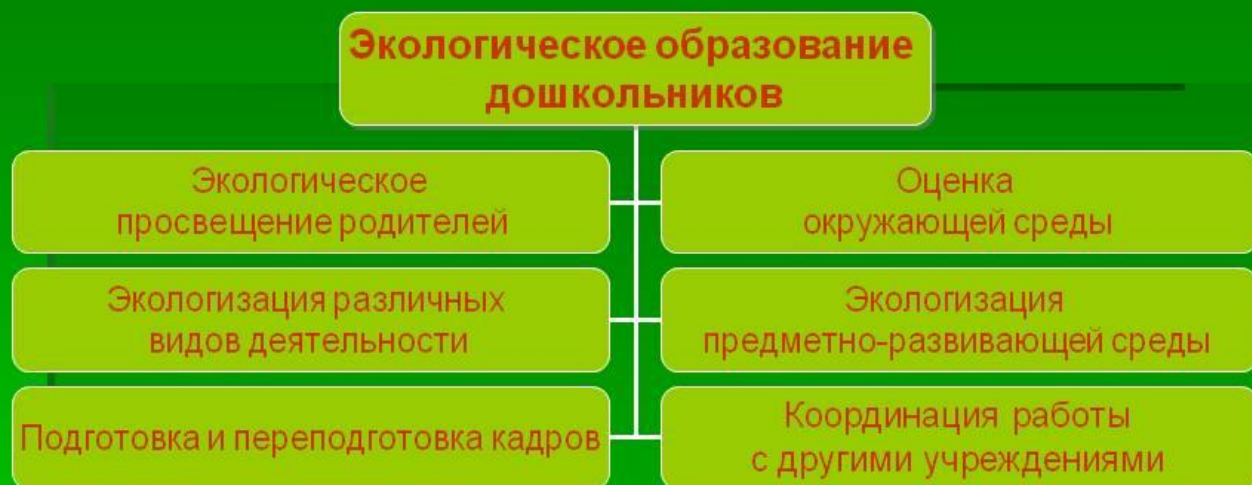 Экологическое образование
дошкольников
Экологическое
просвещение родителей
Оценка
окружающей среды
Экологизация различных
видов деятельности
Экологизация
предметно-развивающей среды
Подготовка и переподготовка кадров
Координация работы
с другими учреждениями